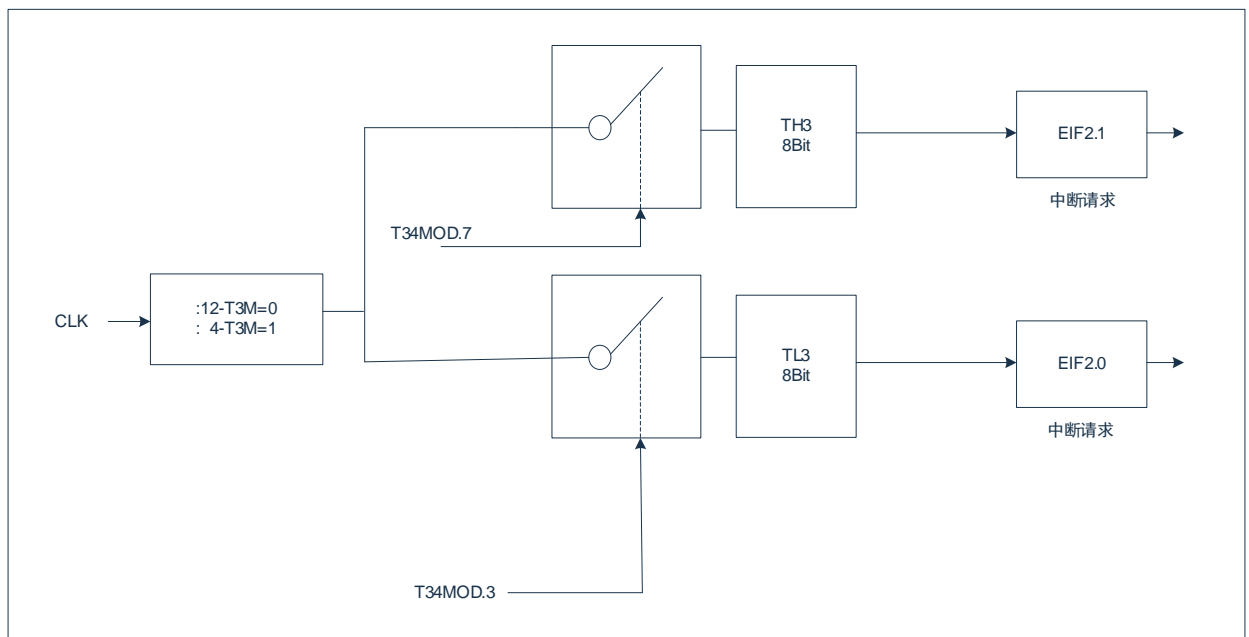 TH3
8Bit
EIF2.1
中断请求
T34MOD.7
CLK
:12-T3M=0
: 4-T3M=1
TL3
8Bit
EIF2.0
中断请求
T34MOD.3